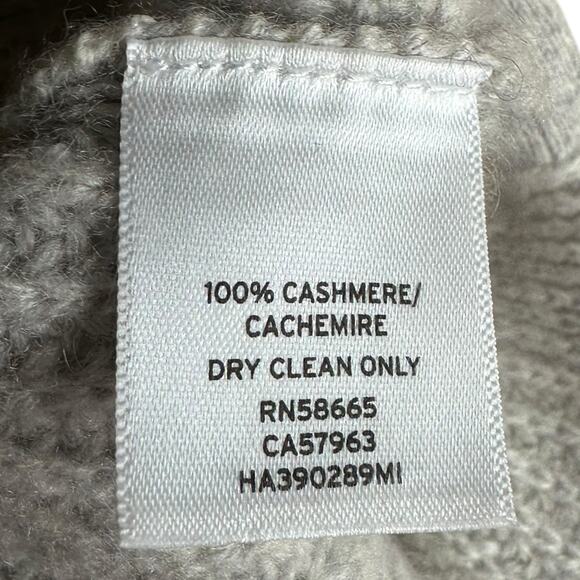 100% CASHMERE/
CACHEMIRE
DRY CLEAN ONLY
RN58665
CA57963
HA390289MI